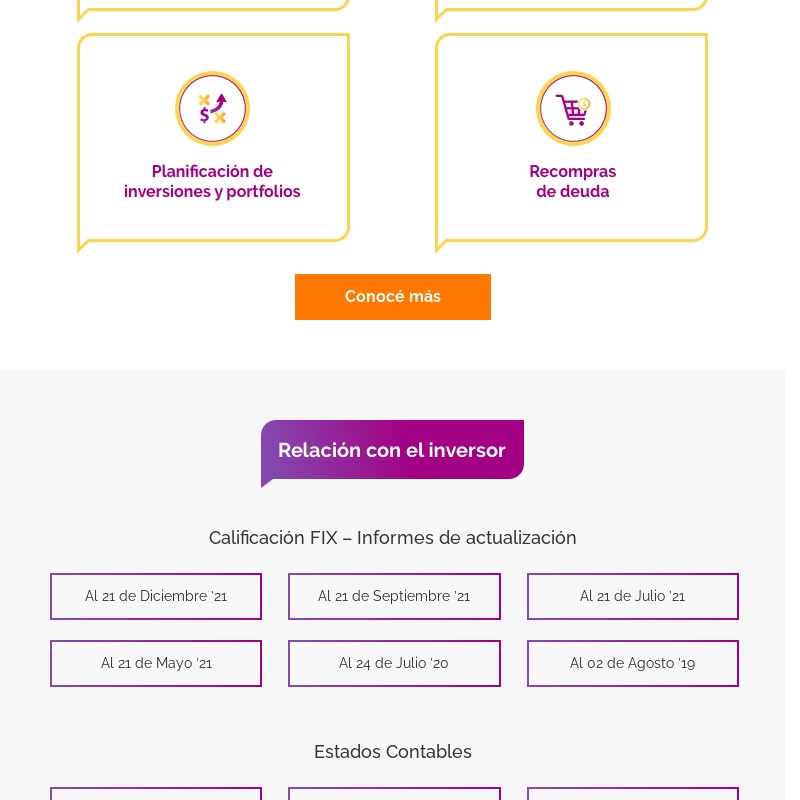 Planificación de
inversiones y portfolios
Recompras
de deuda
Conocé más
Relación con el inversor
Calificación FIX – Informes de actualización
Al 21 de Diciembre '21
Al 21 de Septiembre '21
Al 21 de Julio '21
Al 21 de Mayo '21
Al 24 de Julio '20
Al 02 de Agosto '19
Estados Contables